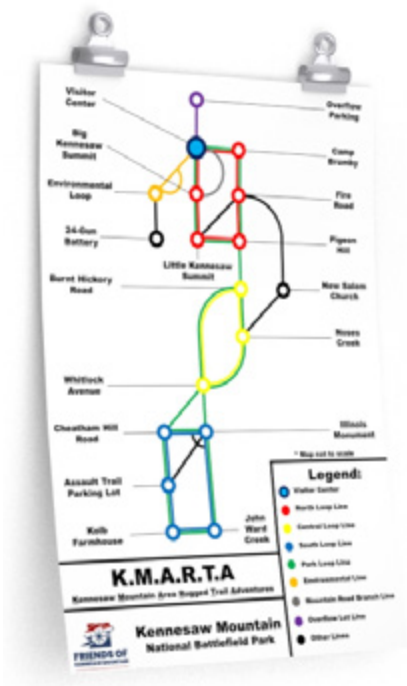 Visitor
Center
Overflow
Parking
Big
Kennesaw
Summit
Camp
Brumby
Environmental
Loop
Fire
Road
24-Gun
Battery
Pigeon
Hill
Little Kennesaw
Summit
Burnt Hickory
Road
New Salem
Church
Noses
Creek
Whitlock
Avenue
Cheatham Hill
Road
Illinois
Monument
* Map not to scale
Assault Trail
Parking Lot
Kolb
Farmhouse
John
Ward
Creek
Legend:
Visitor Center
North Loop Line
Central Loop Line
South Loop Line
Park Loop Line
Environmental Line
Mountain Road Branch Line
Overflow Lot Line
Other Lines
K.M.A.R.T.A
Kennesaw Mountain Area Rugged Trail Adventures
Kennesaw Mountain
National Battlefield Park
FRIENDS OF